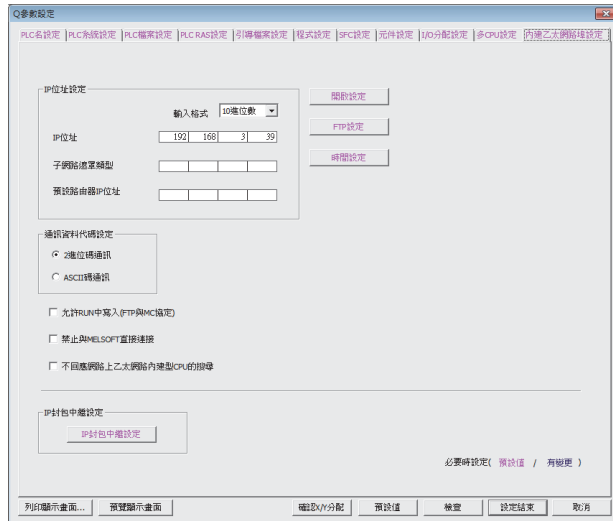 Q參數設定
PLC名設定 |PLC系統設定 |PLC檔案設定 |PLC RAS設定 |引導檔案設定 |程式設定 |SFC設定 |元件設定 |I/O分配設定 |多CPU設定 |內建乙太網路埠設定
IP位址設定
輸入格式 10進位數
IP位址 192 168 3 39
子網路遮罩類型
預設路由器IP位址
開啟設定
FTP設定
時間設定
通訊資料代碼設定
2進位碼通訊
ASCII碼通訊
允許RUN中寫入(FTP與MC協定)
禁止與MELSOFT直接連接
不回應網路上乙太網路內建型CPU的搜尋
IP封包中繼設定
IP封包中繼設定
必要時設定( 預設值 / 有變更 )
列印顯示畫面... 預覽顯示畫面 確認X/Y分配 預設值 檢查 設定結束 取消